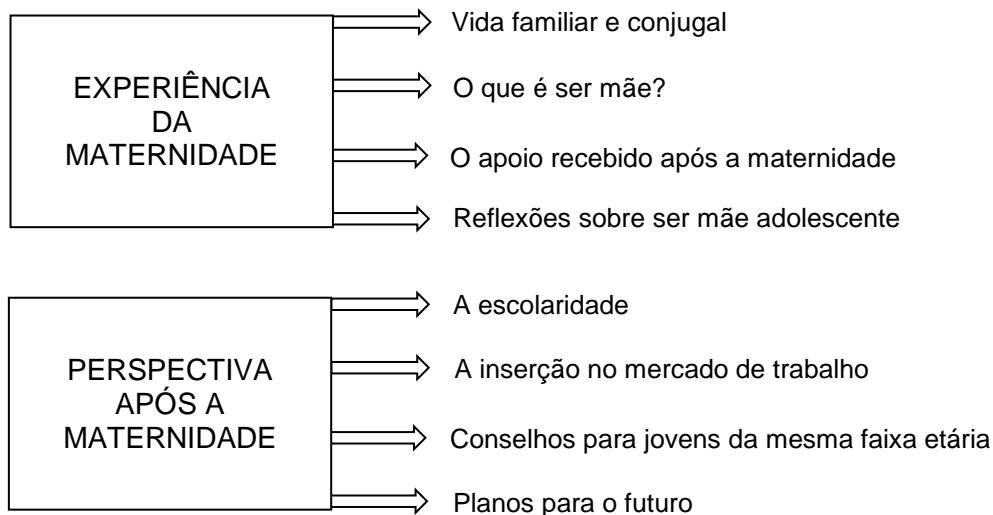 EXPERIÊNCIA
DA
MATERNIDADE
Vida familiar e conjugal
O que é ser mãe?
O apoio recebido após a maternidade
Reflexões sobre ser mãe adolescente
PERSPECTIVA
APÓS A
MATERNIDADE
A escolaridade
A inserção no mercado de trabalho
Conselhos para jovens da mesma faixa etária
Planos para o futuro